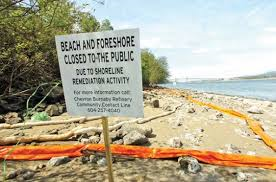 BEACH AND FORESHORE
CLOSED TO THE PUBLIC
DUE TO SHORELINE
REMEDIATION ACTIVITY
For more information call:
Chevron Burnaby Refinery
Community Contact Line
604-257-4040